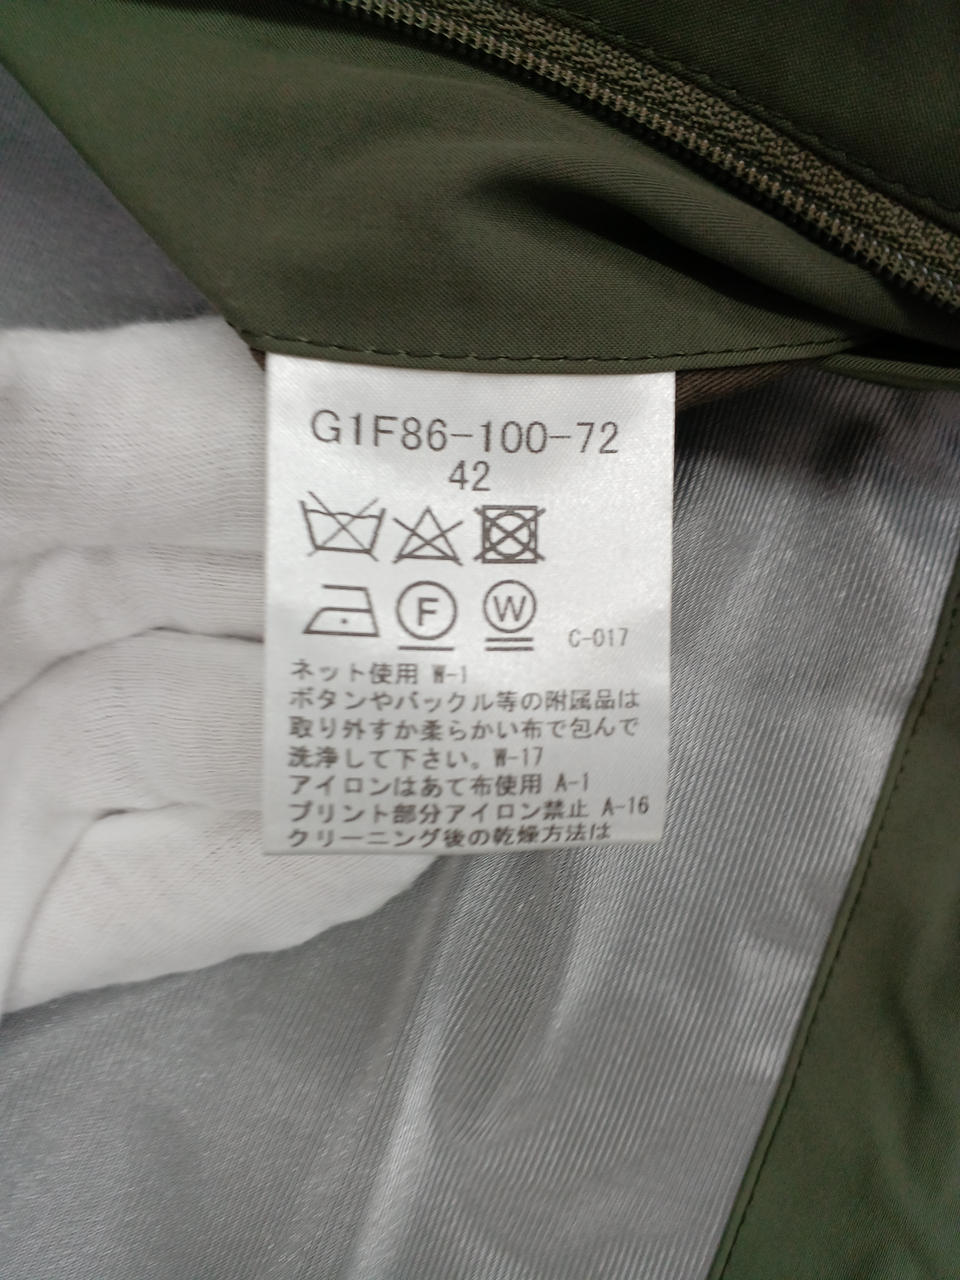 G1F86-100-72
42
F W C-017
ネット使用 W-1
ボタンやバックル等の附属品は
取り外すか柔らかい布で包んで
洗浄して下さい。W-17
アイロンはあて布使用 A-1
プリント部分アイロン禁止 A-16
クリーニング後の乾燥方法は